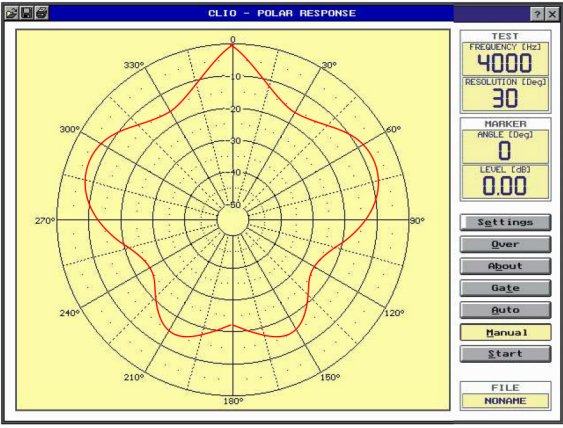 CLIO - POLAR RESPONSE
? X
TEST
FREQUENCY [Hz]
4000
RESOLUTION [Deg]
30
MARKER
ANGLE [Deg]
0
LEVEL [dB]
0.00
Settings
Over
About
Gate
Auto
Manual
Start
FILE
NONAME
0
330°
30°
-10
-20
300°
60°
-30
-40
-50
270°
90°
240°
120°
210°
150°
180°